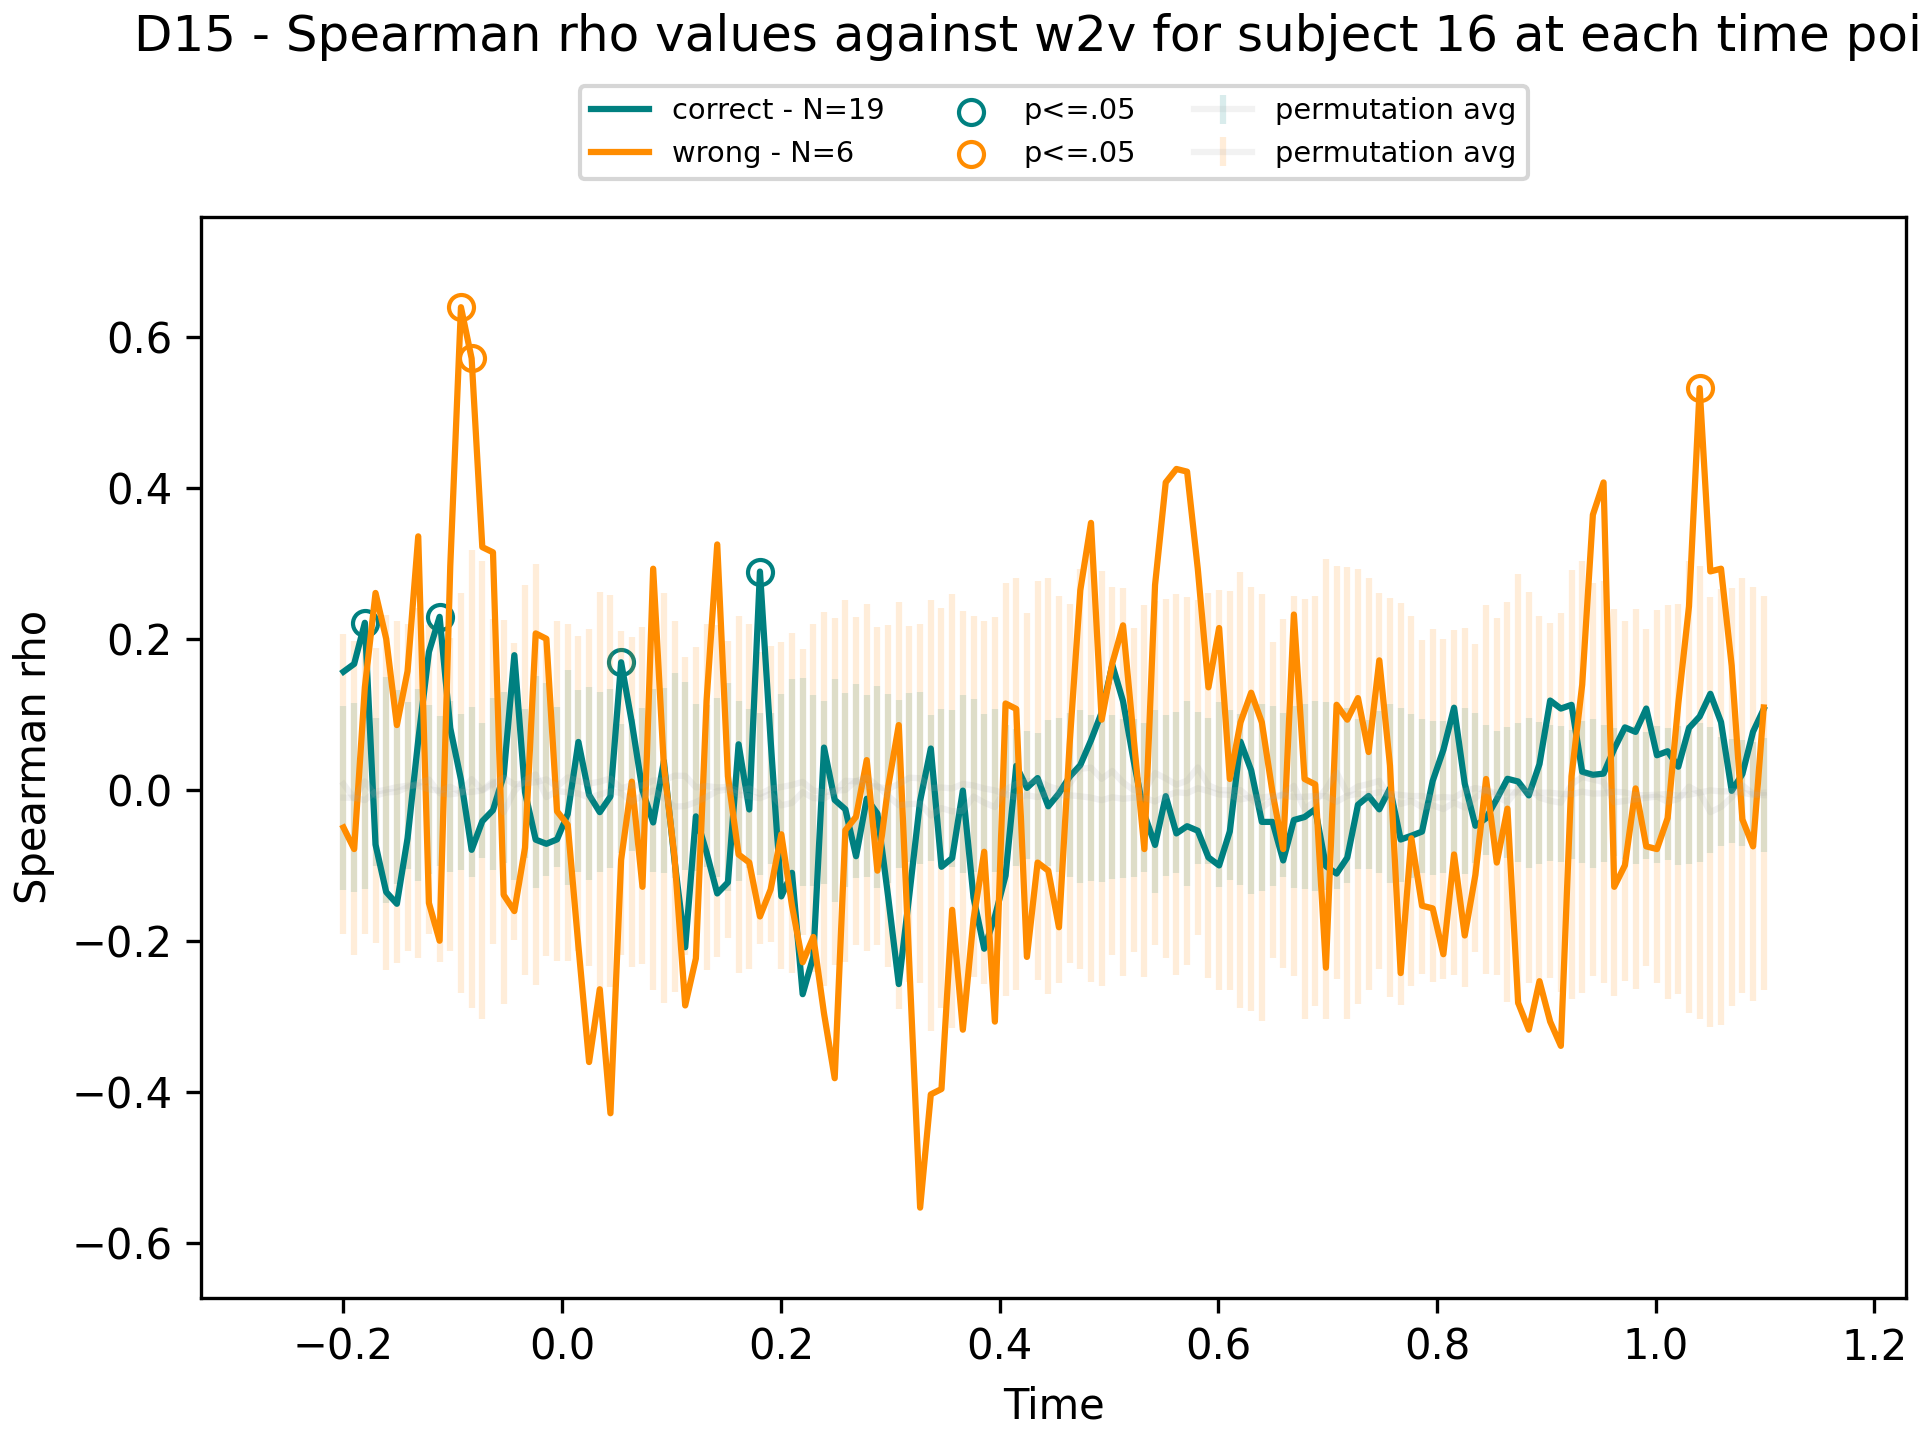 D15 - Spearman rho values against w2v for subject 16 at each time poi
correct - N=19
wrong - N=6
p<=.05
p<=.05
permutation avg
permutation avg
Spearman rho
0.6
0.4
0.2
0.0
−0.2
−0.4
−0.6
−0.2
0.0
0.2
0.4
0.6
0.8
1.0
1.2
Time